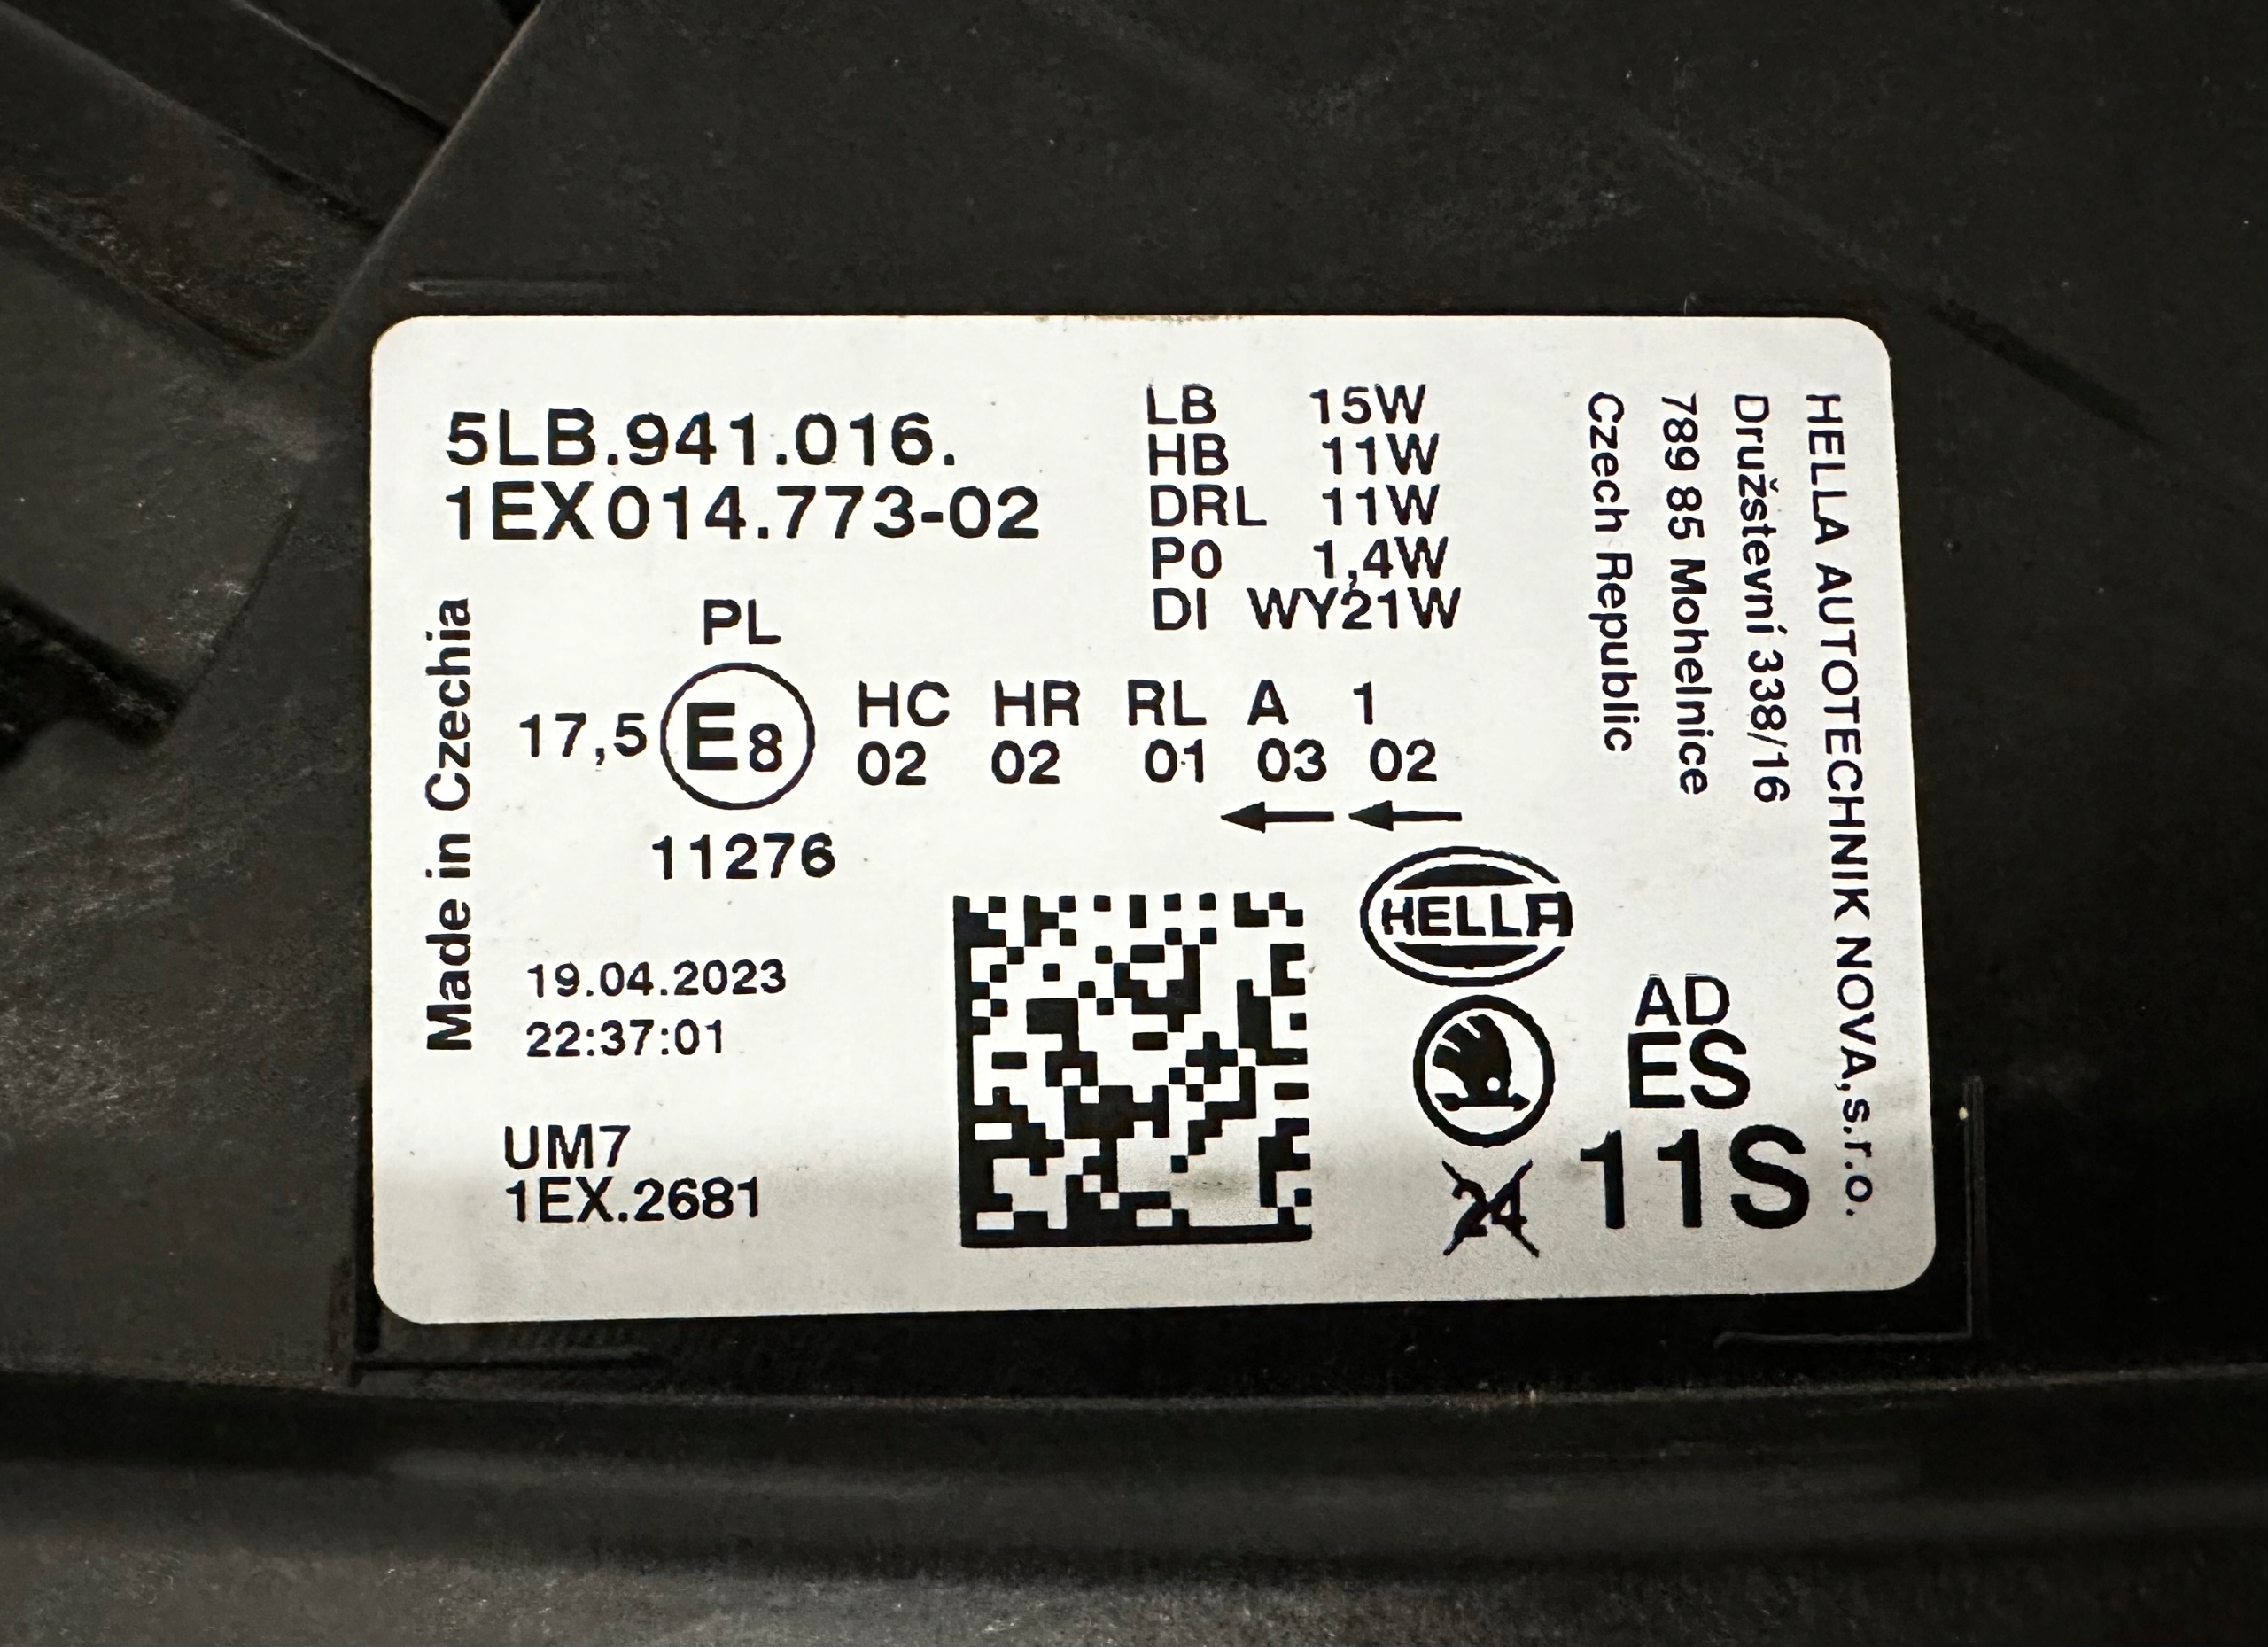 5LB.941.016.
1EX014.773-02
LB 15W
HB 11W
DRL 11W
PO 1,4W
DI WY21W
PL
17,5 E8 HC HR RL A 1
02 02 01 03 02
11276
Made in Czechia
19.04.2023
22:37:01
UM7
1EX.2681
HELLA
24
AD
ES
11S
HELLA AUTOTECHNIK NOVA,s.r.o.
Družstevní 338/16
789 85 Mohelnice
Czech Republic